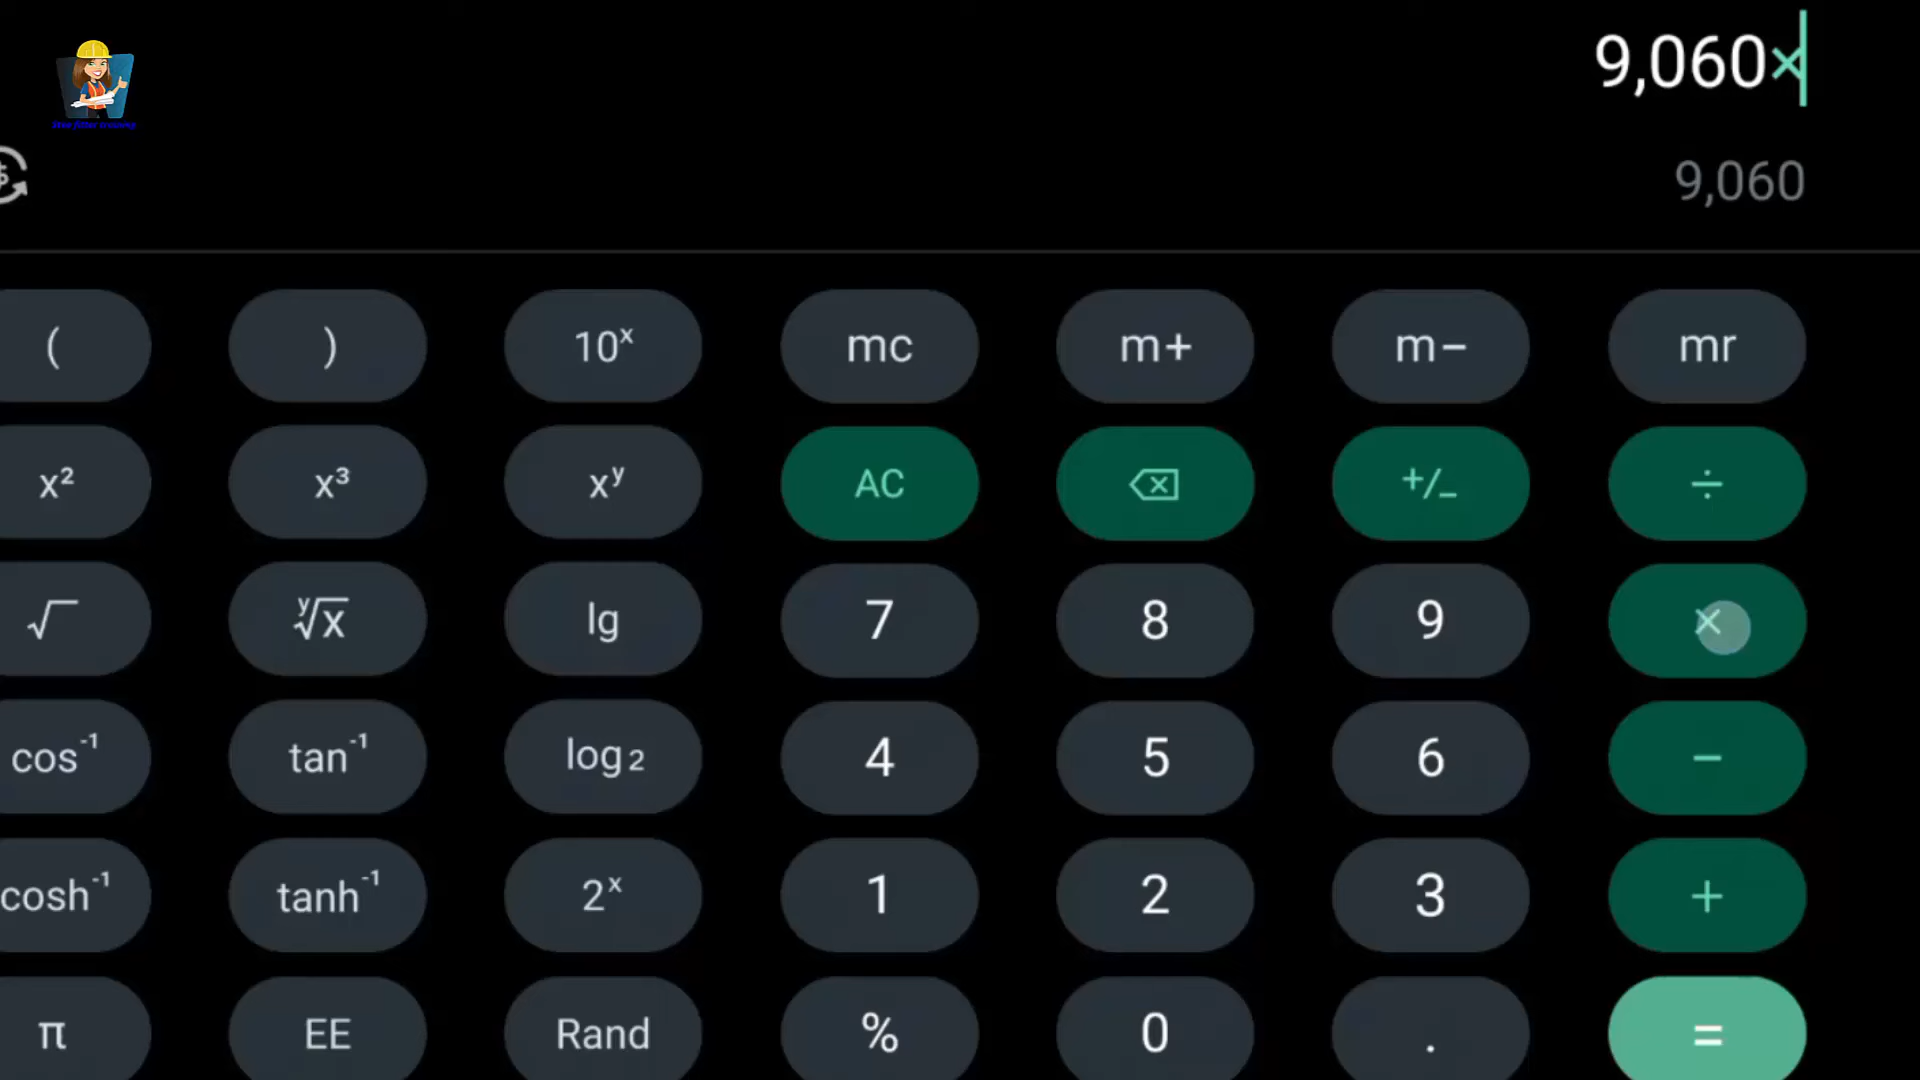 9,060×
9,060
( ) 10ˣ mc m+ m− mr
x² x³ xʸ AC +/− ÷
√ ʸ√x lg 7 8 9 ×
cos⁻¹ tan⁻¹ log₂ 4 5 6 −
cosh⁻¹ tanh⁻¹ 2ˣ 1 2 3 +
π EE Rand % 0 . =